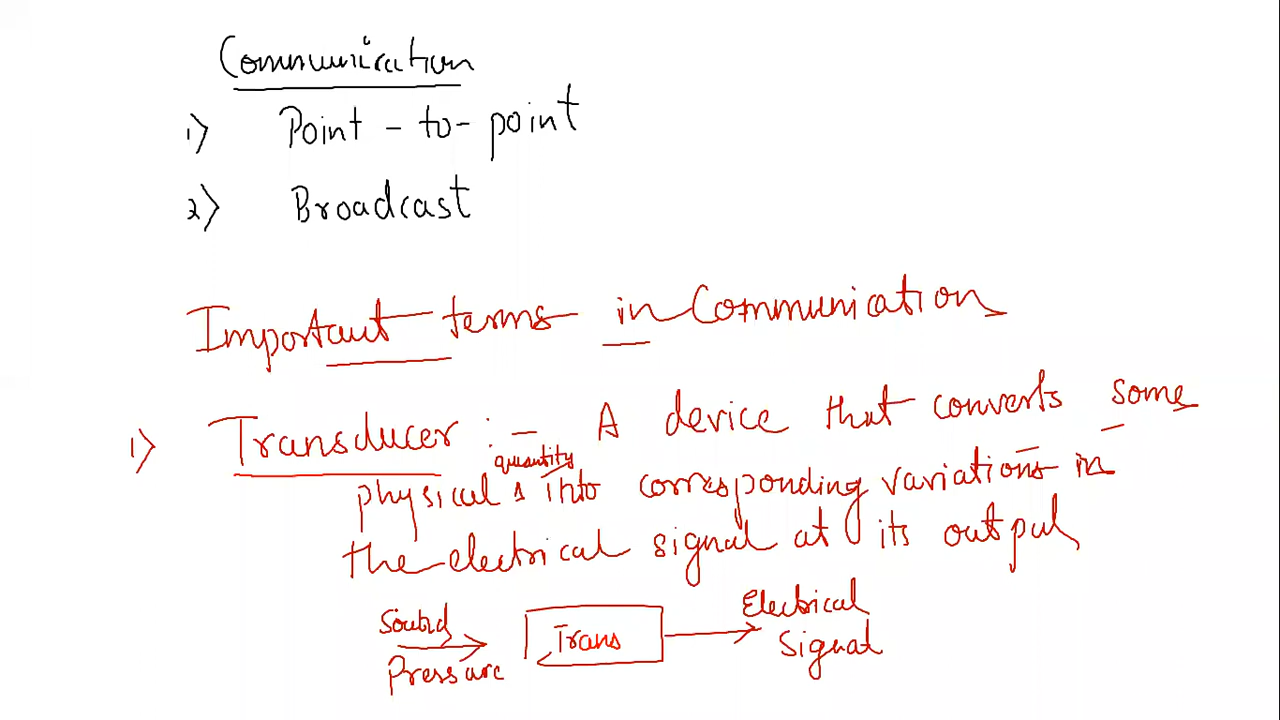 Communication
1) Point - to - point
2) Broadcast
Important terms in Communication
1) Transducer :- A device that converts some
quantity
physical into corresponding variations in
the electrical signal at its output
Sound
Pressure
Trans
Electrical
Signal